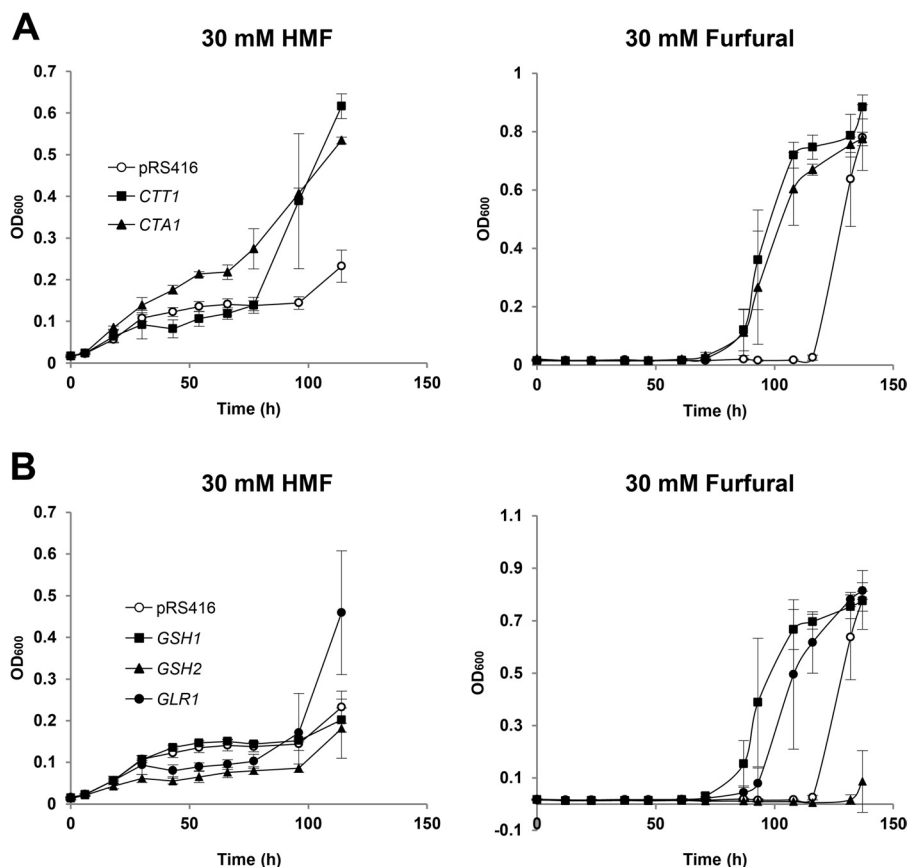 A
30 mM HMF
0.7
0.6
0.5
0.4
0.3
0.2
0.1
0
OD600
pRS416
CTT1
CTA1
0
50
100
150
Time (h)
30 mM Furfural
1
0.8
0.6
0.4
0.2
0
OD600
0
50
100
150
Time (h)
B
30 mM HMF
0.7
0.6
0.5
0.4
0.3
0.2
0.1
0
OD600
pRS416
GSH1
GSH2
GLR1
0
50
100
150
Time (h)
30 mM Furfural
1.1
0.9
0.7
0.5
0.3
0.1
-0.1
OD600
0
50
100
150
Time (h)